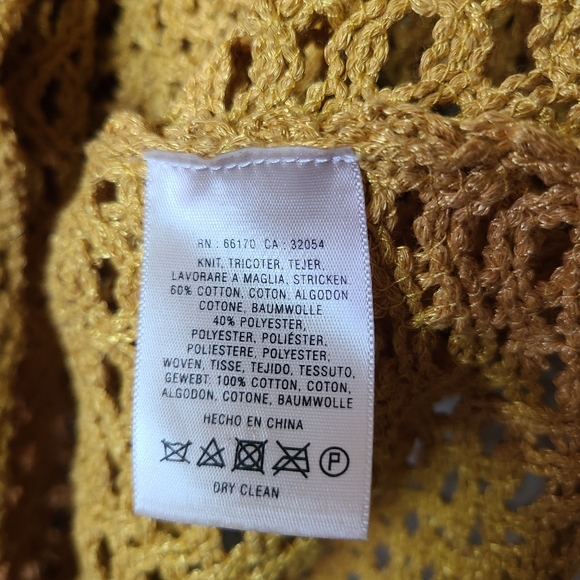 RN : 66170 CA : 32054
KNIT, TRICOTER, TEJER,
LAVORARE A MAGLIA, STRICKEN
60% COTTON, COTON, ALGODON
COTONE, BAUMWOLLE
40% POLYESTER,
POLYESTER, POLIÉSTER,
POLIESTERE, POLYESTER;
WOVEN, TISSE, TEJIDO, TESSUTO,
GEWEBT: 100% COTTON, COTON,
ALGODON, COTONE, BAUMWOLLE
HECHO EN CHINA
P
DRY CLEAN